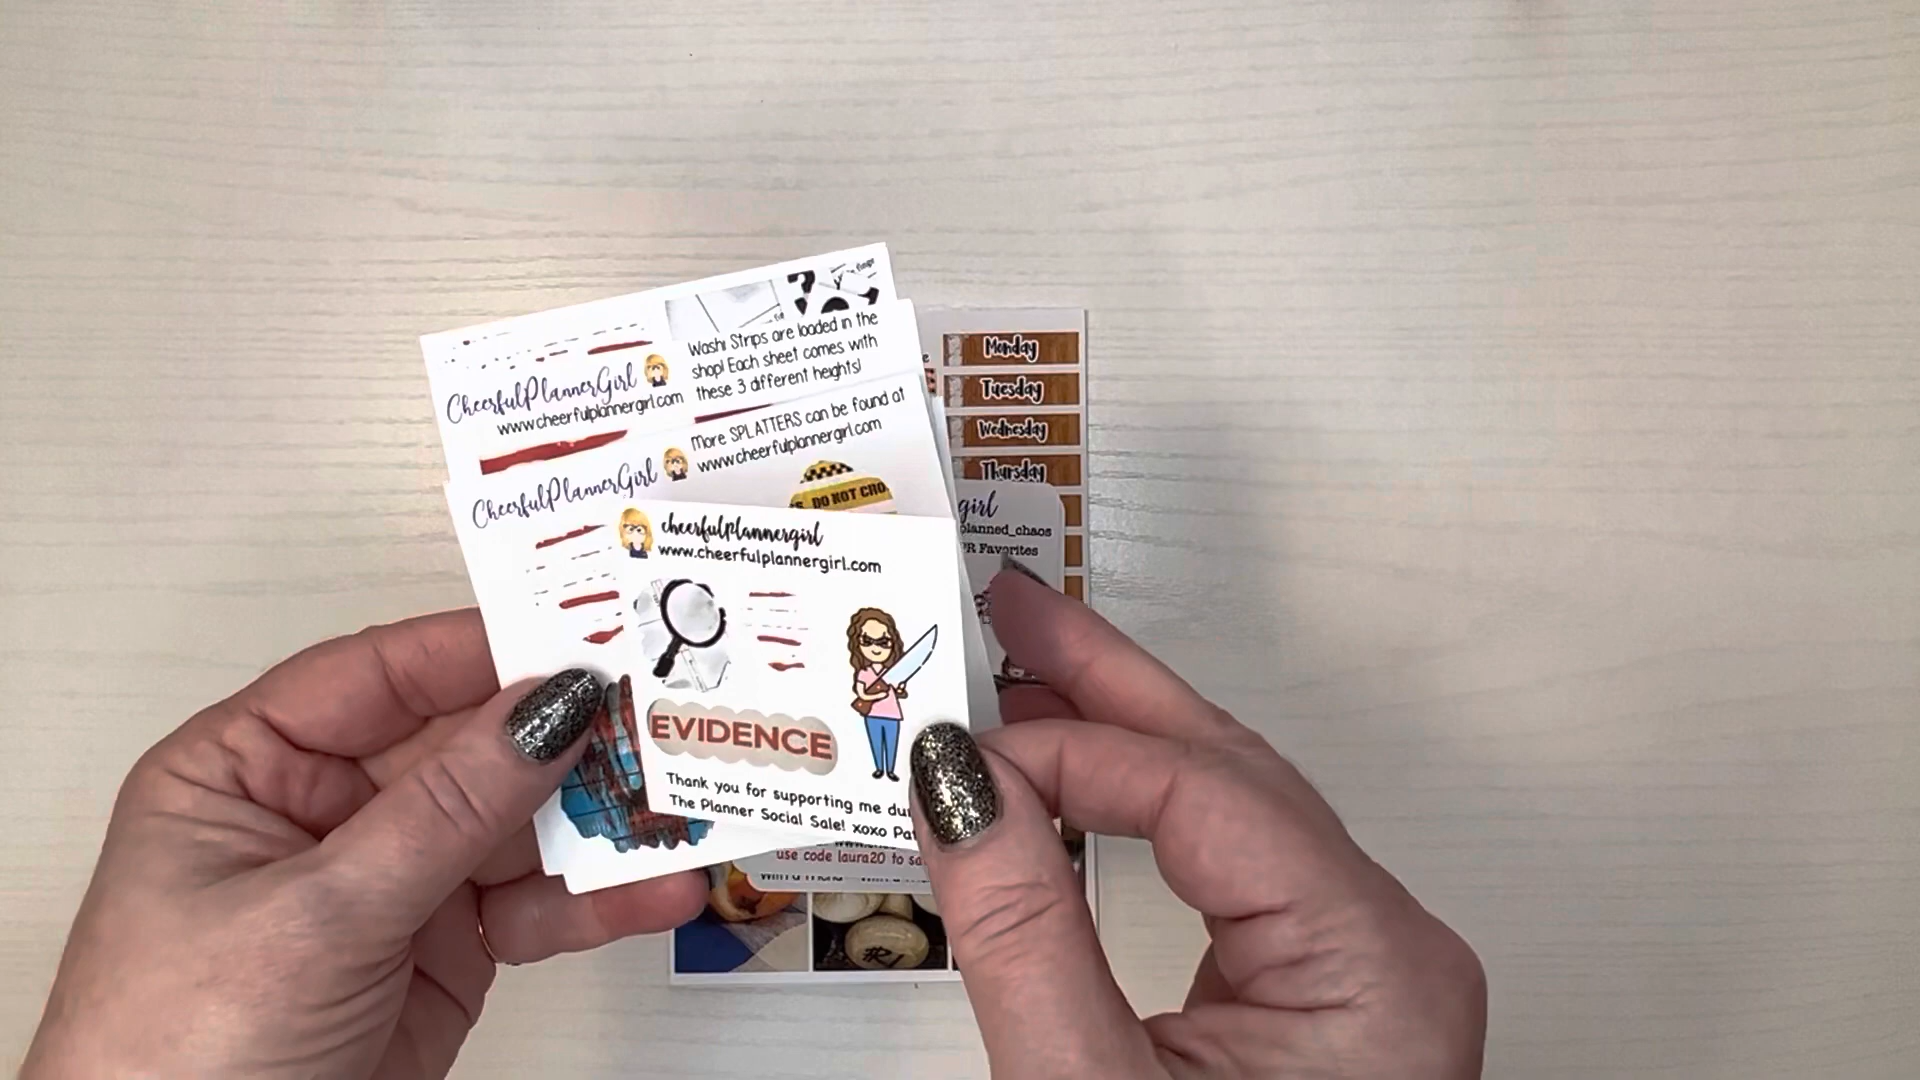 Washi Strips are loaded in the
shop! Each sheet comes with
these 3 different heights!
CheerfulPlannerGirl
www.cheerfulplannergirl.com
More SPLATTERS can be found at
www.cheerfulplannergirl.com
CheerfulPlannerGirl
DO NOT CRO
cheerfulplannergirl
www.cheerfulplannergirl.com
EVIDENCE
Thank you for supporting me du
The Planner Social Sale! xoxo Pat
Monday
Tuesday
Wednesday
Thursday
girl
planned_chaos
PR Favorites
use code laura20 to sa